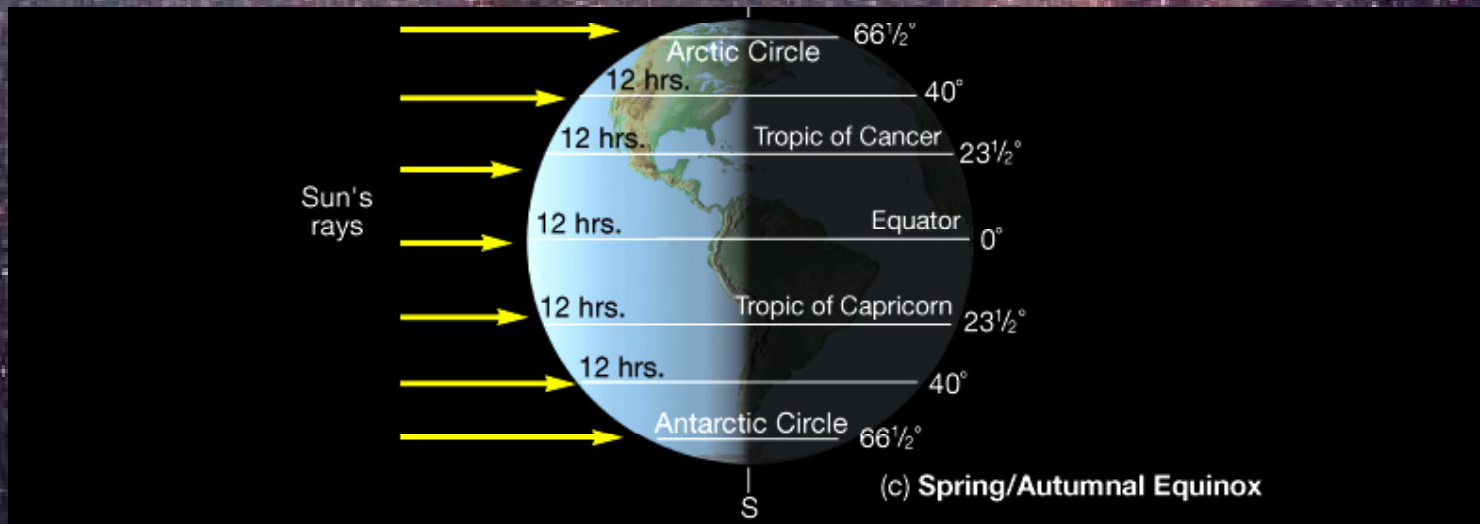 66½°
Arctic Circle
12 hrs.
40°
12 hrs.
Tropic of Cancer
23½°
Sun's
rays
12 hrs.
Equator
0°
12 hrs.
Tropic of Capricorn
23½°
12 hrs.
40°
Antarctic Circle
66½°
(c) Spring/Autumnal Equinox
S